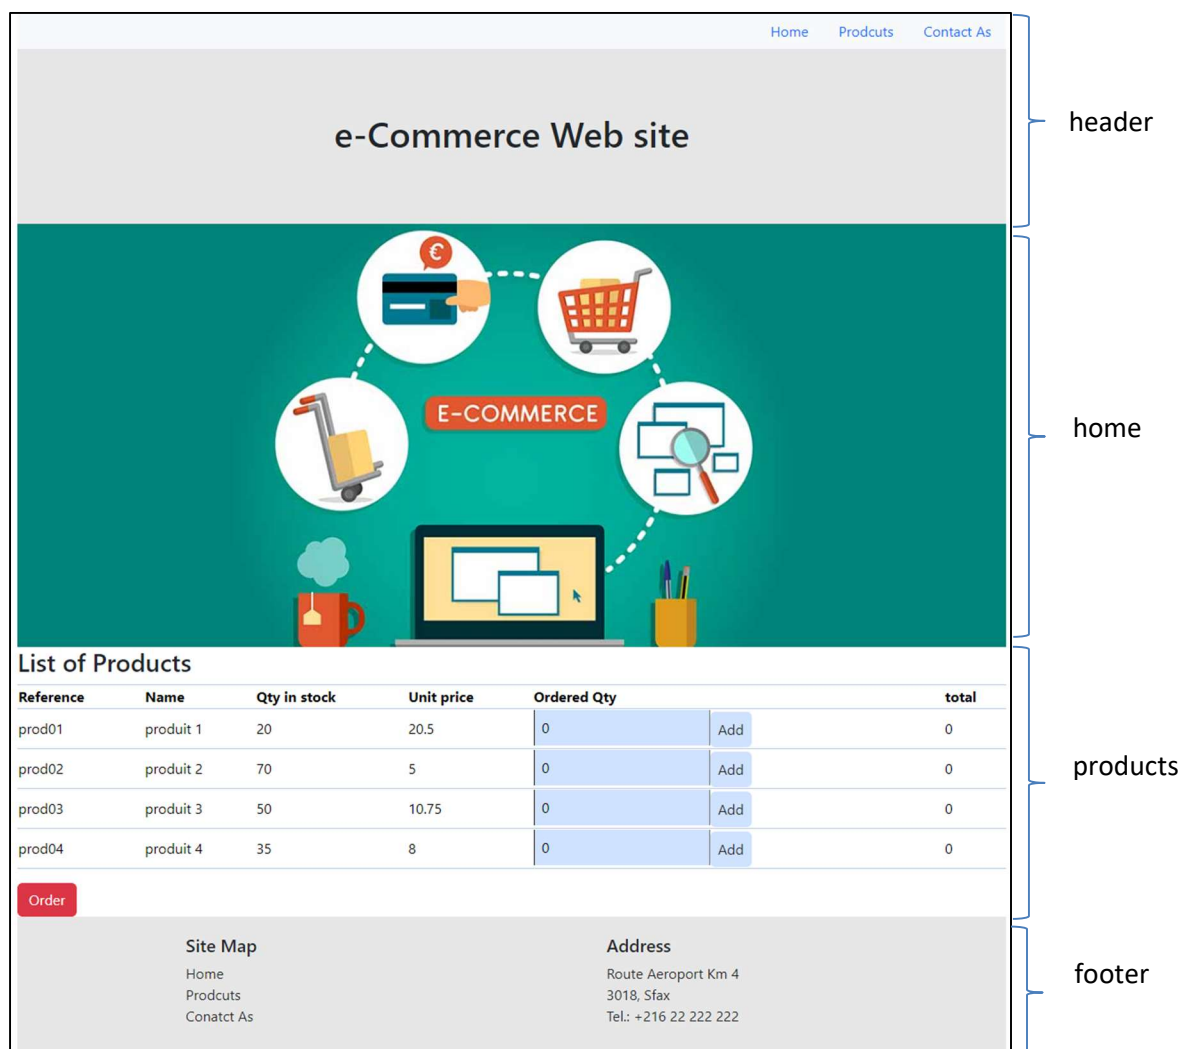 Home Prodcuts Contact As
e-Commerce Web site
header
€
E-COMMERCE
home
List of Products
Reference Name Qty in stock Unit price Ordered Qty total
prod01 produit 1 20 20.5 0 Add 0
prod02 produit 2 70 5 0 Add 0
prod03 produit 3 50 10.75 0 Add 0
prod04 produit 4 35 8 0 Add 0
products
Order
Site Map Address
Home Route Aeroport Km 4
Prodcuts 3018, Sfax
Conatct As Tel.: +216 22 222 222
footer